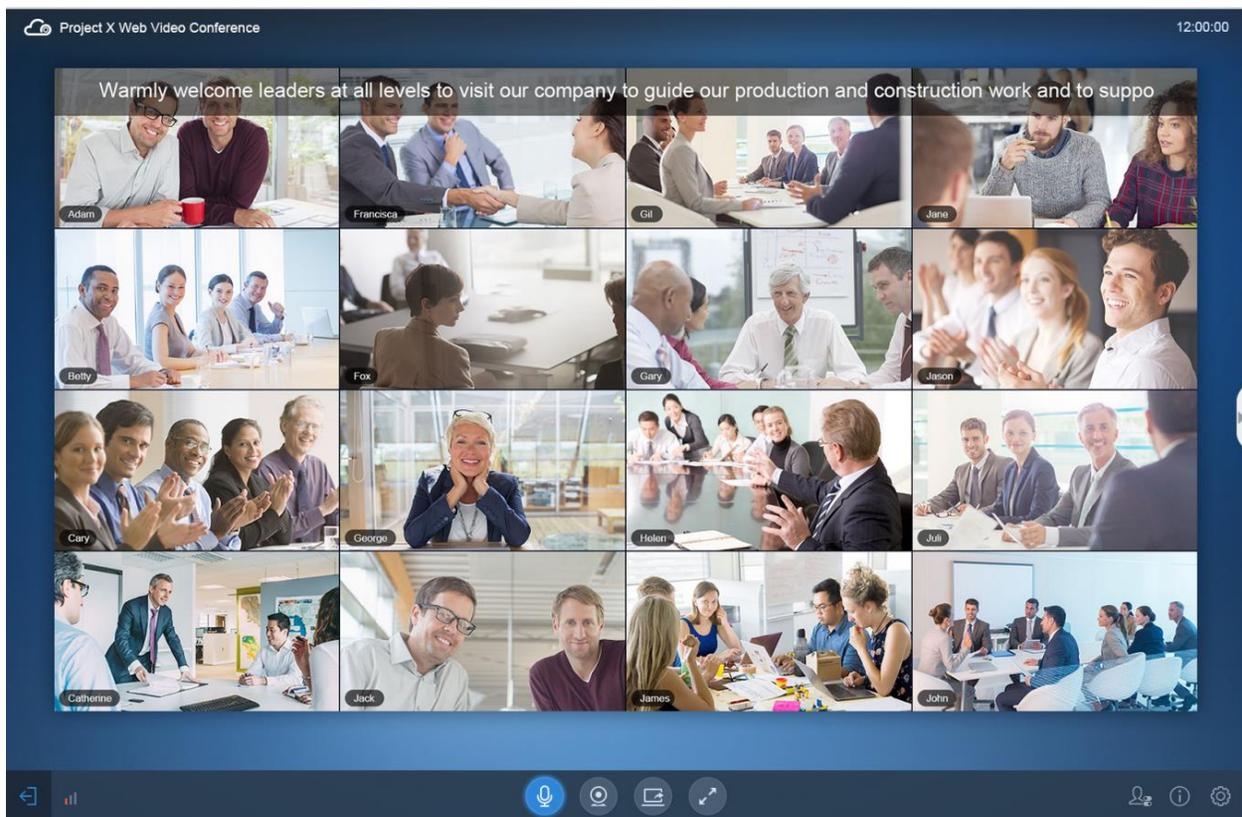 Project X Web Video Conference
12:00:00
Warmly welcome leaders at all levels to visit our company to guide our production and construction work and to suppo
Adam
Francisca
Gil
Jane
Betty
Fox
Gary
Jason
Cary
George
Helen
Juli
Catherine
Jack
James
John